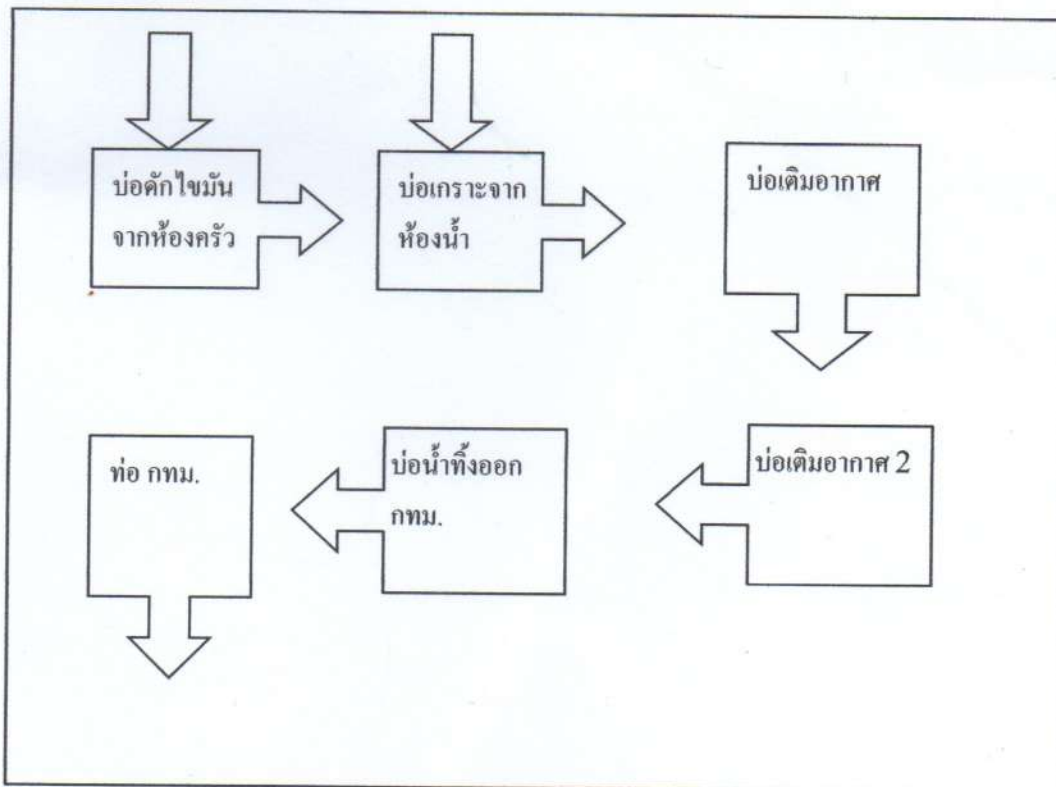 บ่อดักไขมัน
จากห้องครัว
บ่อเกราะจาก
ห้องน้ำ
บ่อเติมอากาศ
บ่อเติมอากาศ 2
บ่อน้ำทิ้งออก
กทม.
ท่อ กทม.